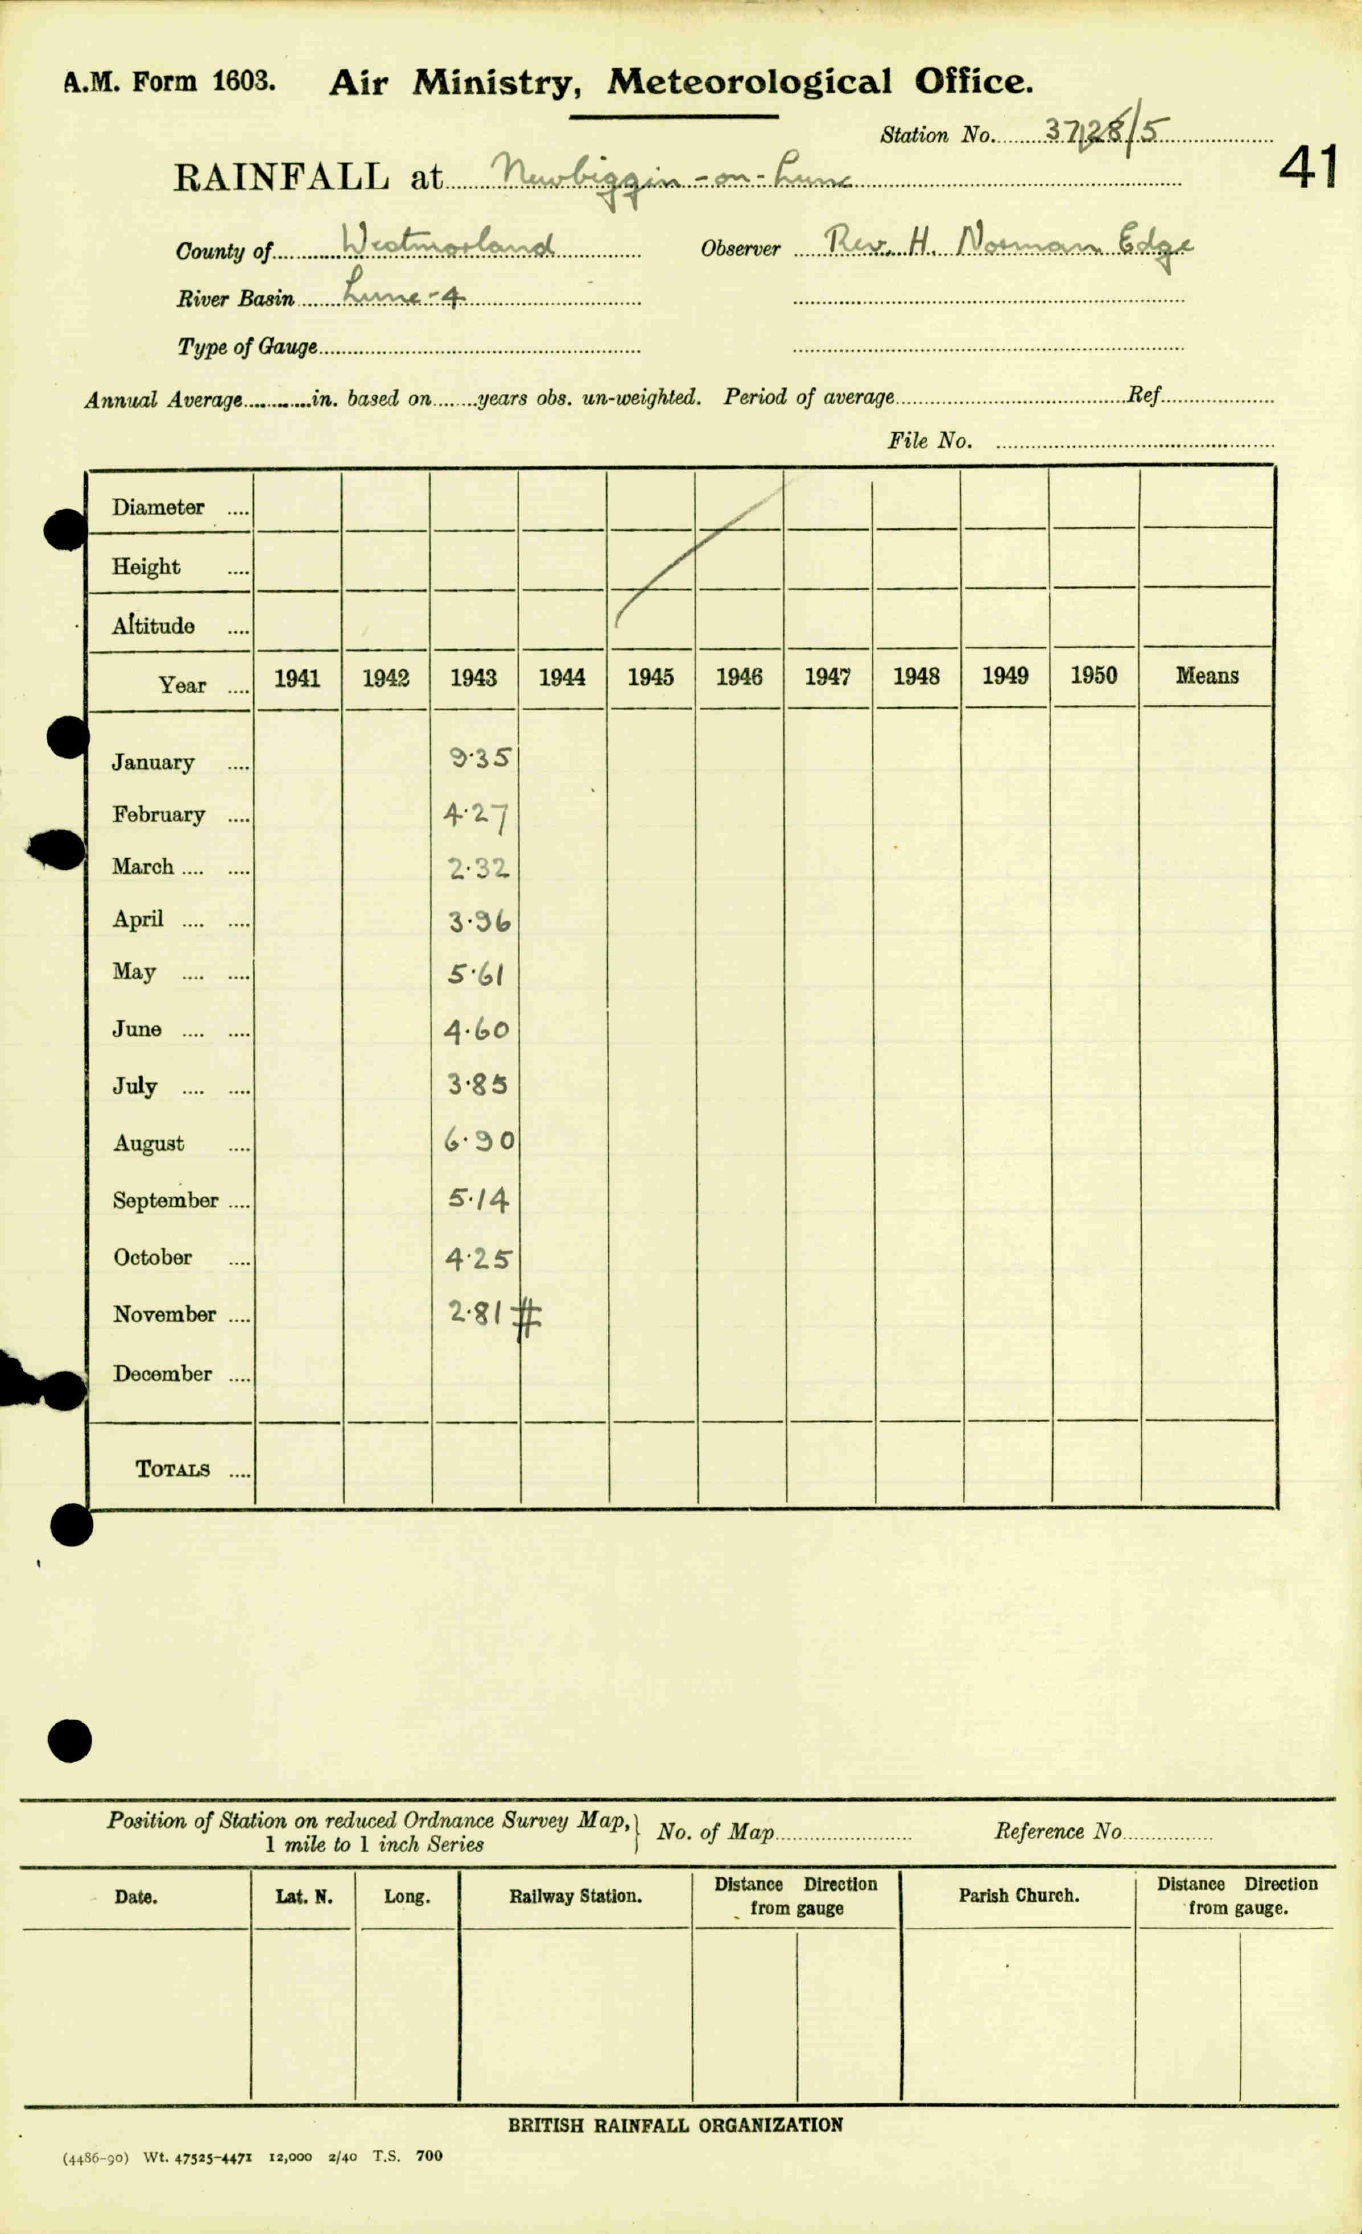 A.M. Form 1603. Air Ministry, Meteorological Office.
Station No. 3728/5
41
RAINFALL at Newbiggin-on-Lune
County of Westmorland Observer Rev. H. Norman Edge
River Basin Lune-4
Type of Gauge
Annual Average in. based on years obs. un-weighted. Period of average Ref.
File No.
Diameter ....
Height ....
Altitude ....
Year .... 1941 1942 1943 1944 1945 1946 1947 1948 1949 1950 Means
January .... 9.35
February .... 4.27
March .... .... 2.32
April .... .... 3.96
May .... .... 5.61
June .... .... 4.60
July .... .... 3.85
August .... 6.90
September .... 5.14
October .... 4.25
November .... 2.81 #
December ....
TOTALS ....
Position of Station on reduced Ordnance Survey Map,} No. of Map Reference No.
1 mile to 1 inch Series
Date. Lat. N. Long. Railway Station. Distance Direction from gauge Parish Church. Distance Direction from gauge.
BRITISH RAINFALL ORGANIZATION
(4486-90) Wt. 47525-4471 12,000 2/40 T.S. 700